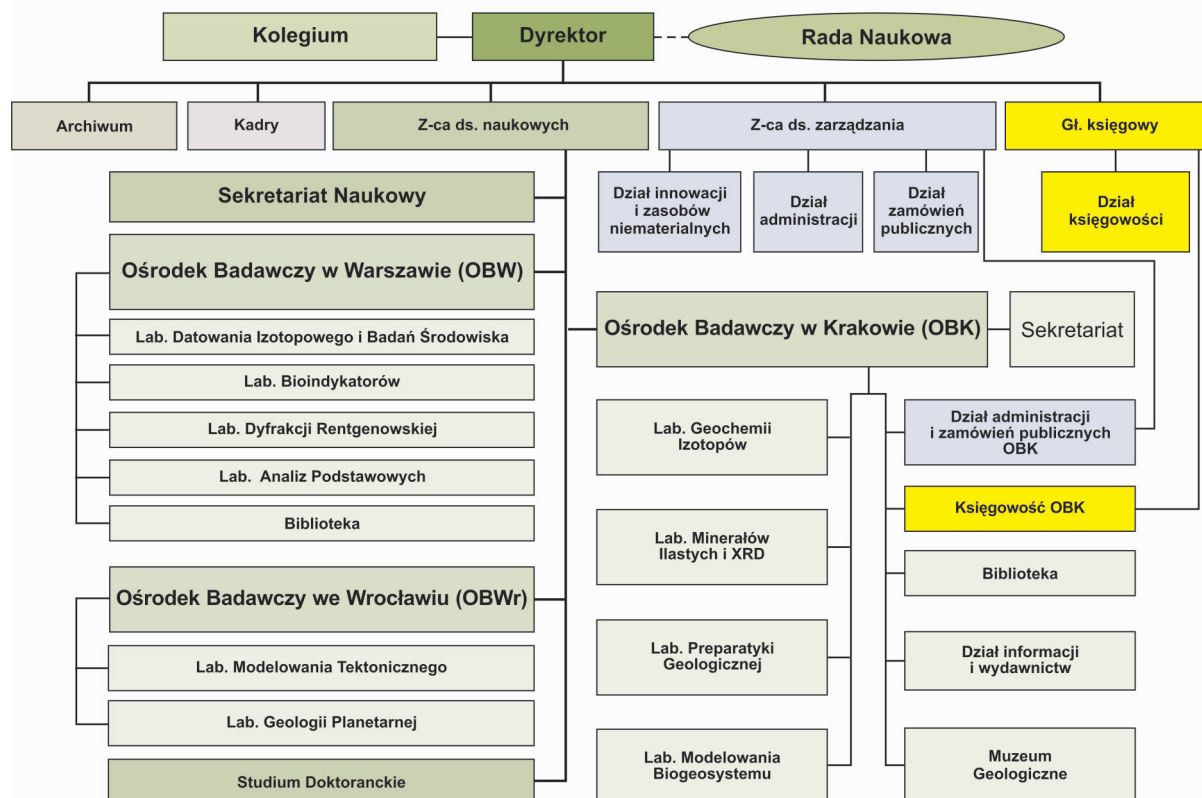 Kolegium
Dyrektor
Rada Naukowa
Archiwum
Kadry
Z-ca ds. naukowych
Z-ca ds. zarządzania
Gł. księgowy
Sekretariat Naukowy
Dział innowacji
i zasobów
niematerialnych
Dział
administracji
Dział
zamówień
publicznych
Dział
księgowości
Ośrodek Badawczy w Warszawie (OBW)
Lab. Datowania Izotopowego i Badań Środowiska
Lab. Bioindykatorów
Lab. Dyfrakcji Rentgenowskiej
Lab. Analiz Podstawowych
Biblioteka
Ośrodek Badawczy we Wrocławiu (OBWr)
Lab. Modelowania Tektonicznego
Lab. Geologii Planetarnej
Studium Doktoranckie
Ośrodek Badawczy w Krakowie (OBK)
Sekretariat
Lab. Geochemii
Izotopów
Lab. Minerałów
Ilastych i XRD
Lab. Preparatyki
Geologicznej
Lab. Modelowania
Biogeosystemu
Dział administracji
i zamówień publicznych
OBK
Księgowość OBK
Biblioteka
Dział informacji
i wydawnictw
Muzeum
Geologiczne